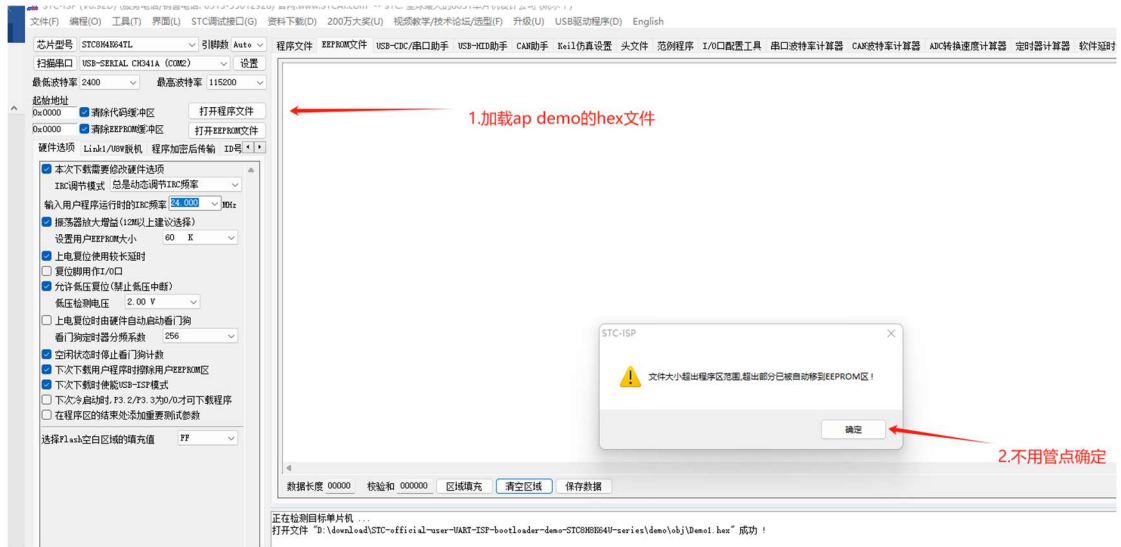 文件(F) 编程(O) 工具(T) 界面(L) STC调试接口(G) 资料下载(D) 200万大奖(U) 视频教学/技术论坛/选型(F) 升级(U) USB驱动程序(D) English
芯片型号 STC8H4K64TL 引脚数 Auto
程序文件 EEPROM文件 USB-CDC/串口助手 USB-HID助手 CAN助手 Keil仿真设置 头文件 范例程序 I/O口配置工具 串口波特率计算器 CAN波特率计算器 ADC转换速度计算器 定时器计算器 软件延时
扫描串口 USB-SERIAL CH341A (COM2) 设置
最低波特率 2400 最高波特率 115200
起始地址
0x0000 清除代码缓冲区 打开程序文件
1.加载ap demo的hex文件
0x0000 清除EEPROM缓冲区 打开EEPROM文件
硬件选项 Link1/U8W脱机 程序加密后传输 ID号
本次下载需要修改硬件选项
IRC调节模式 总是动态调节IRC频率
输入用户程序运行时的IRC频率 24.000 MHz
振荡器放大增益(12M以上建议选择)
设置用户EEPROM大小 60 K
上电复位使用较长延时
复位脚用作I/O口
允许低压复位(禁止低压中断)
低压检测电压 2.00 V
上电复位时由硬件自动启动看门狗
看门狗定时器分频系数 256
空闲状态时停止看门狗计数
下次下载用户程序时擦除用户EEPROM区
下次下载时使能USB-ISP模式
下次冷启动时,P3.2/P3.3为0/0才可下载程序
在程序区的结束处添加重要测试参数
选择Flash空白区域的填充值 FF
STC-ISP
文件大小超出程序区范围,超出部分已被自动移到EEPROM区!
确定
2.不用管点确定
数据长度 00000 校验和 000000 区域填充 清空区域 保存数据
正在检测目标单片机 ...
打开文件 "D:\download\STC-official-user-UART-ISP-bootloader-demo-STC8H8K64U-series\demo\obj\Demo1.hex" 成功 !